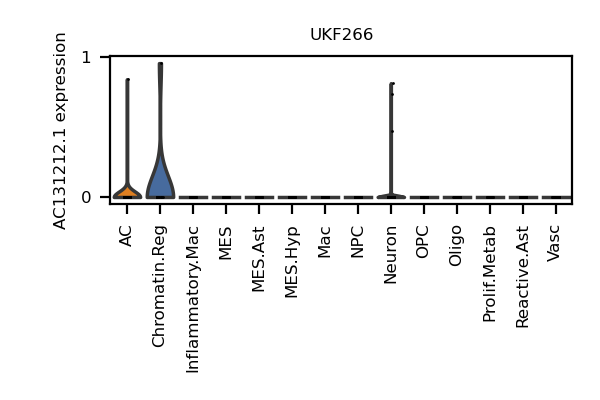 UKF266
AC131212.1 expression
1
0
AC
Chromatin.Reg
Inflammatory.Mac
MES
MES.Ast
MES.Hyp
Mac
NPC
Neuron
OPC
Oligo
Prolif.Metab
Reactive.Ast
Vasc